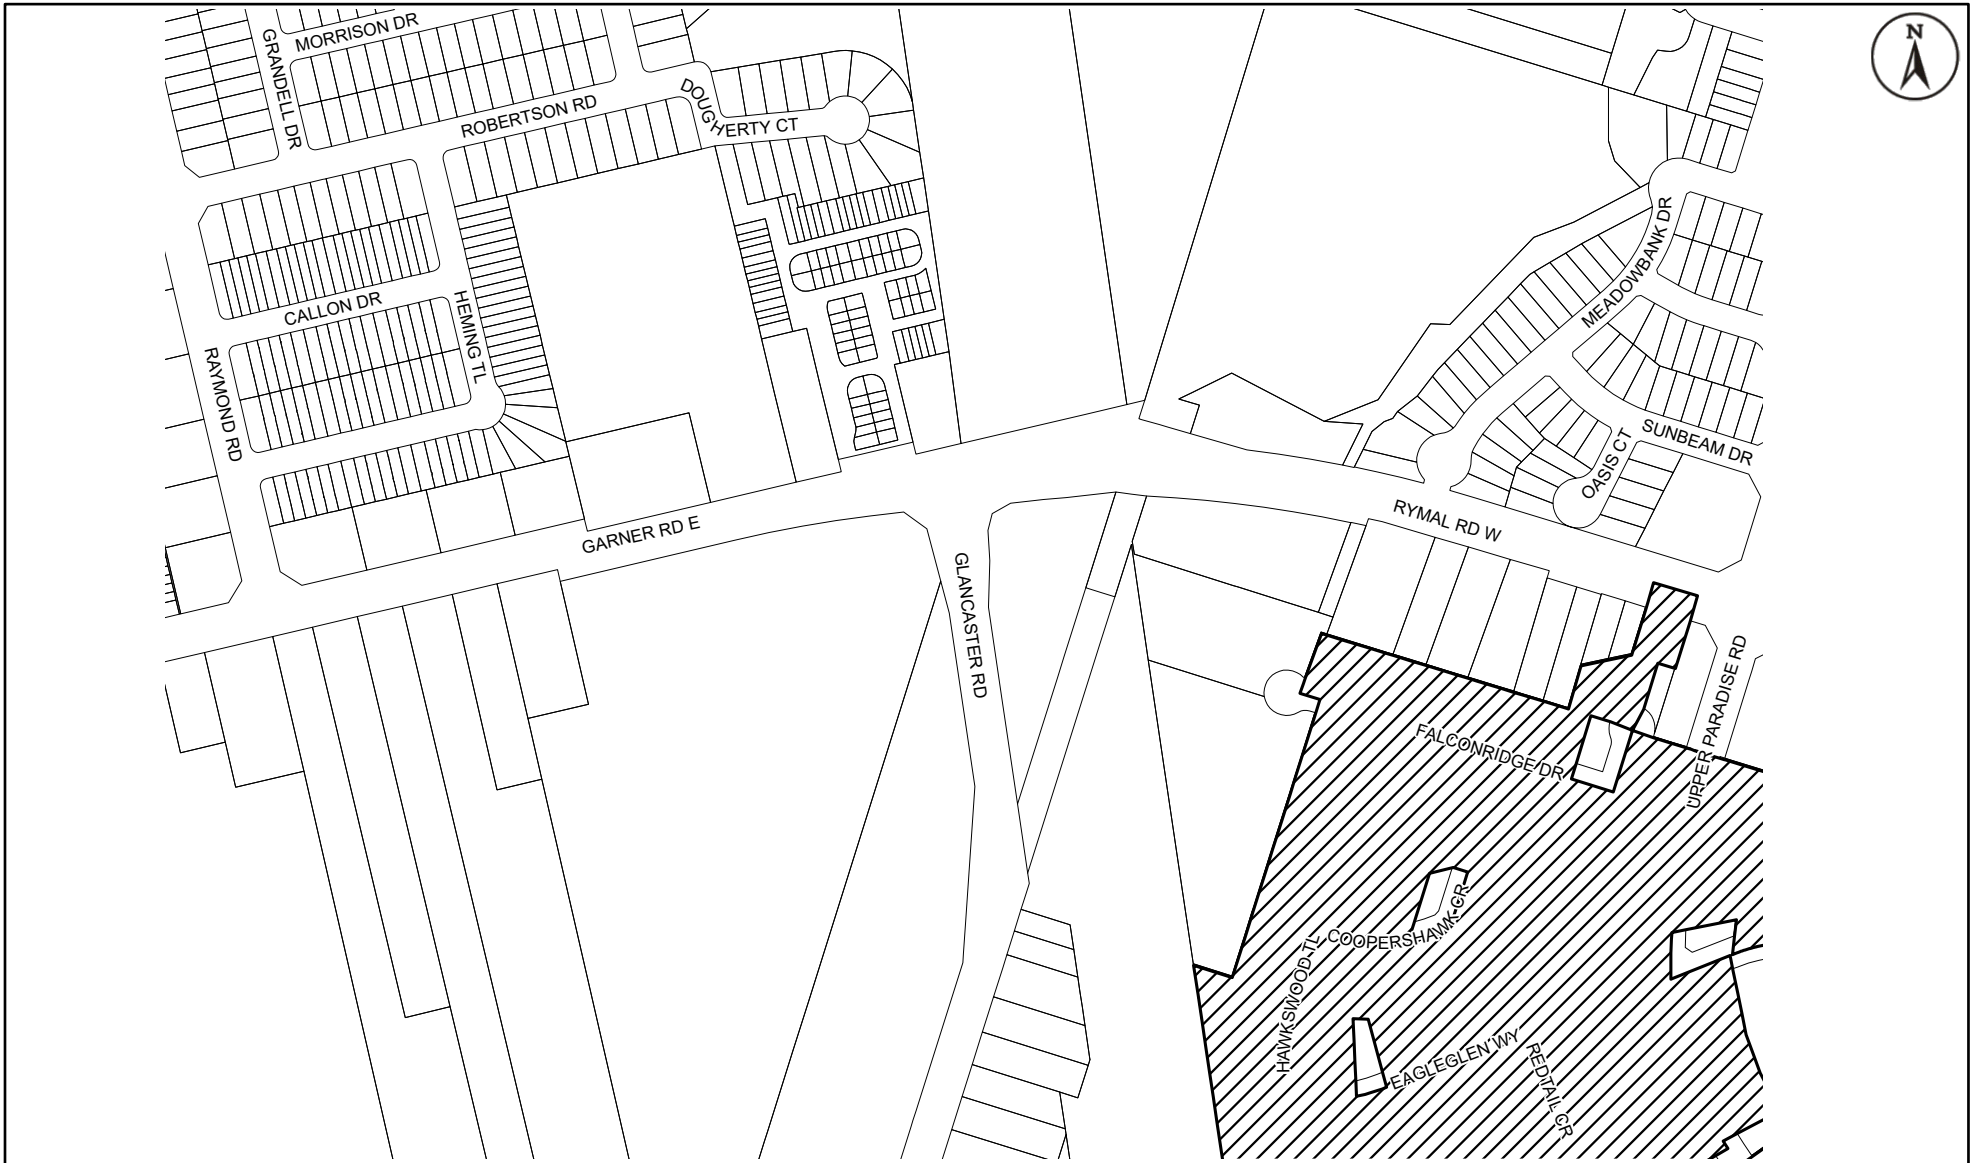 MORRISON DR
N
GRANDELL DR
DOUGHERTY CT
ROBERTSON RD
MEADOWBANK DR
CALLON DR
HEMING TL
RAYMOND RD
SUNBEAM DR
OASIS CT
RYMAL RD W
GARNER RD E
GLANCASTER RD
UPPER PARADISE RD
FALCONRIDGE DR
COOPERSHAWK CR
HAWKSWOOD TL
EAGLEGLEN WY
REDTAIL CR